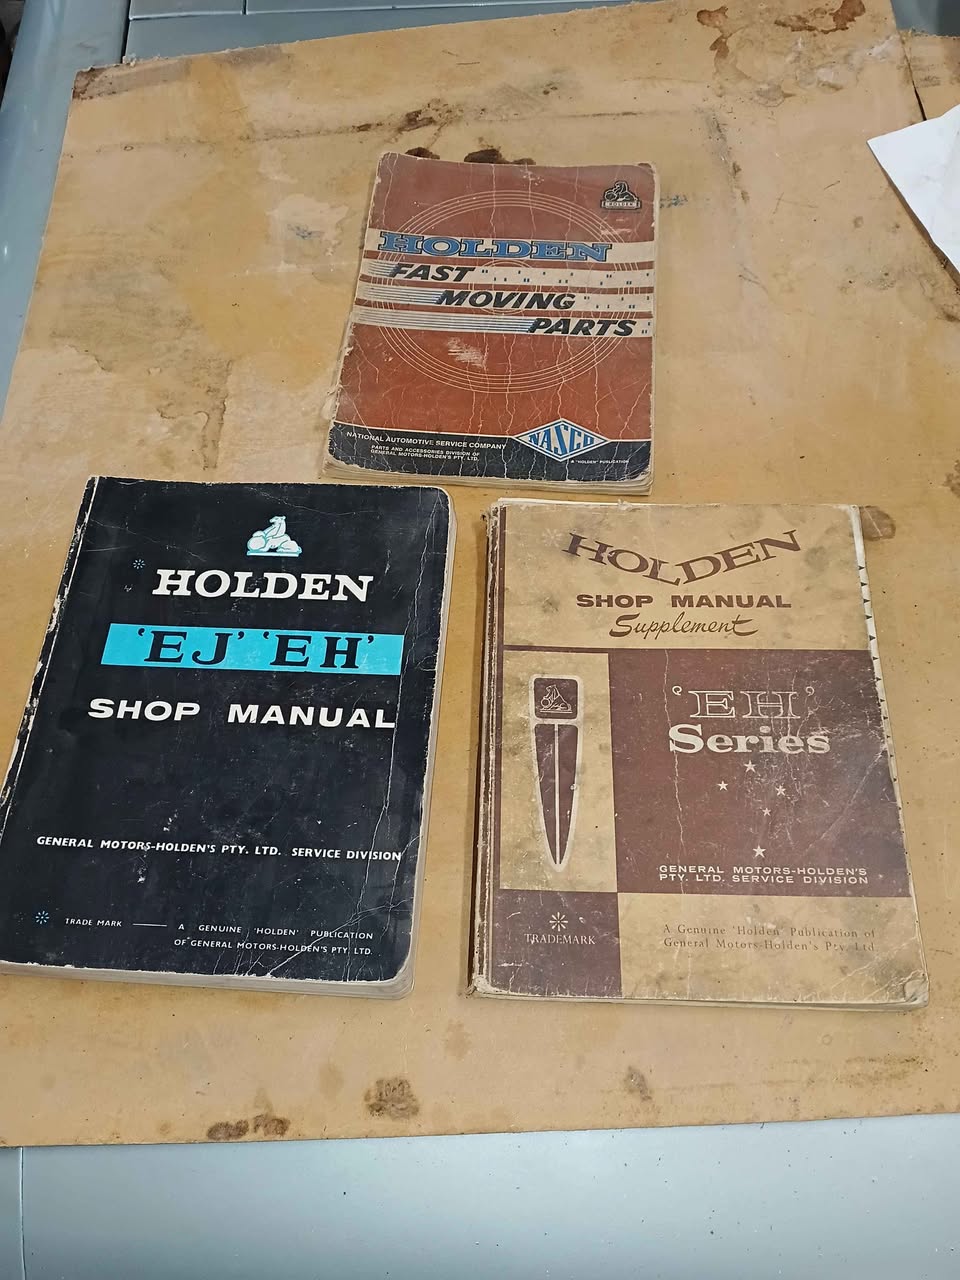 HOLDEN
HOLDEN
FAST
MOVING
PARTS
NATIONAL AUTOMOTIVE SERVICE COMPANY
PARTS AND ACCESSORIES DIVISION OF
GENERAL MOTORS-HOLDEN'S PTY. LTD.
NASCO
A "HOLDEN" PUBLICATION
HOLDEN
'EJ' 'EH'
SHOP MANUAL
GENERAL MOTORS-HOLDEN'S PTY. LTD. SERVICE DIVISION
TRADE MARK — A GENUINE 'HOLDEN' PUBLICATION
OF GENERAL MOTORS-HOLDEN'S PTY. LTD.
HOLDEN
SHOP MANUAL
Supplement
'EH'
Series
GENERAL MOTORS-HOLDEN'S
PTY. LTD. SERVICE DIVISION
TRADEMARK
A Genuine 'Holden' Publication of
General Motors-Holden's Pty. Ltd.